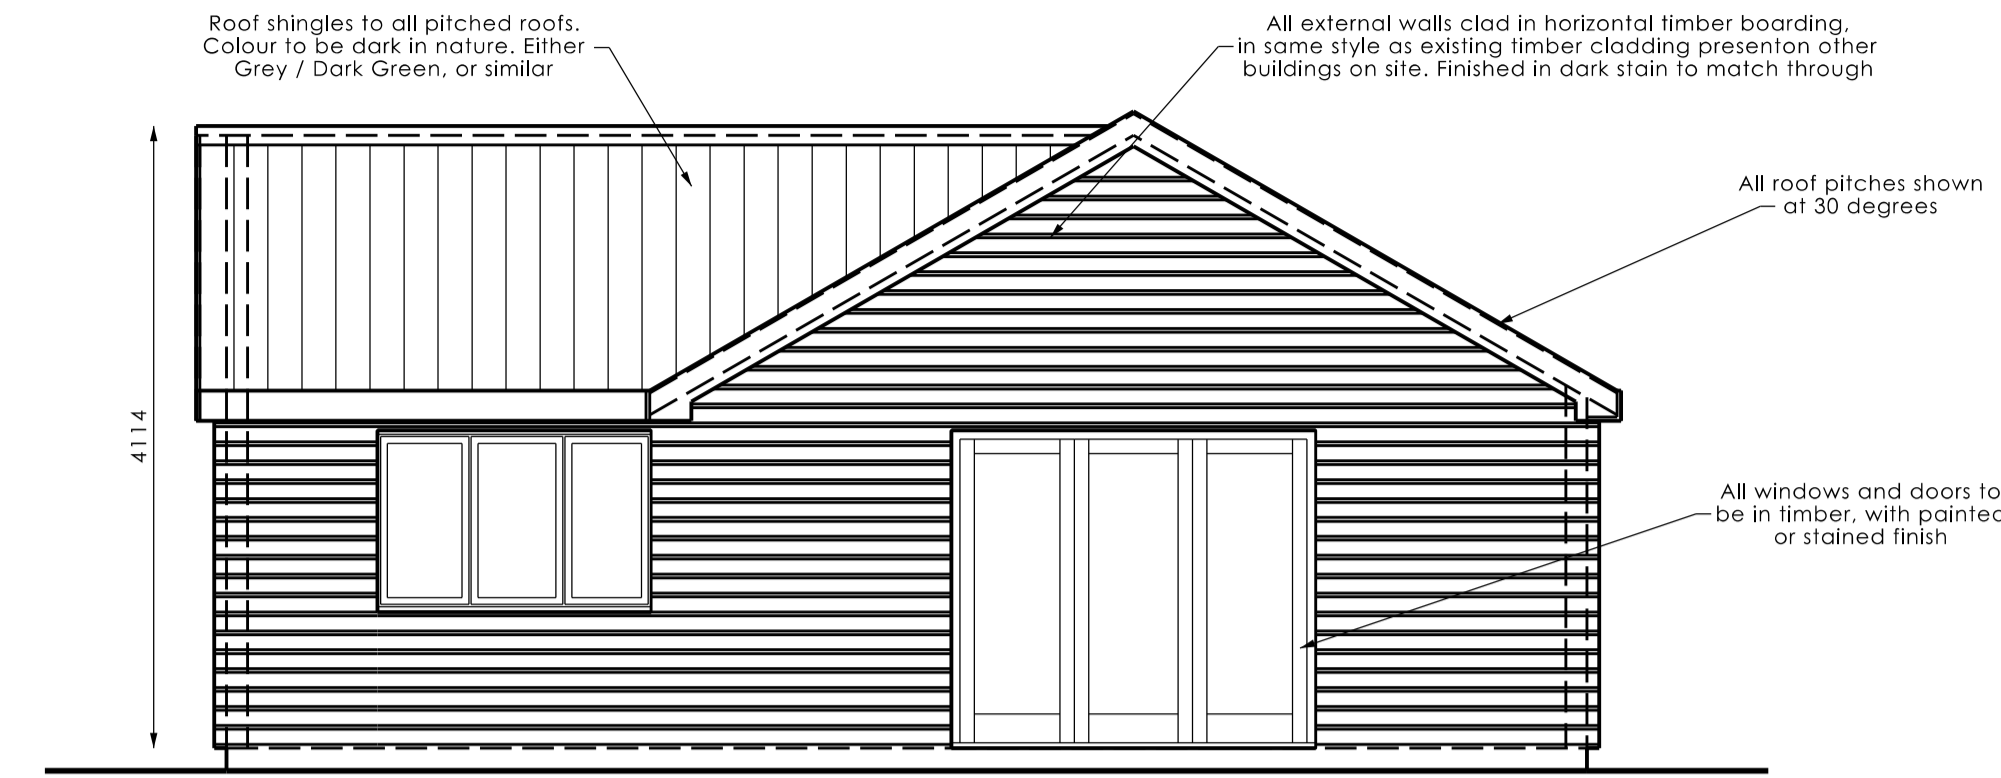 Roof shingles to all pitched roofs.
Colour to be dark in nature. Either
Grey / Dark Green, or similar
All external walls clad in horizontal timber boarding,
in same style as existing timber cladding presenton other
buildings on site. Finished in dark stain to match through
All roof pitches shown
at 30 degrees
4114
All windows and doors to
be in timber, with painted
or stained finish